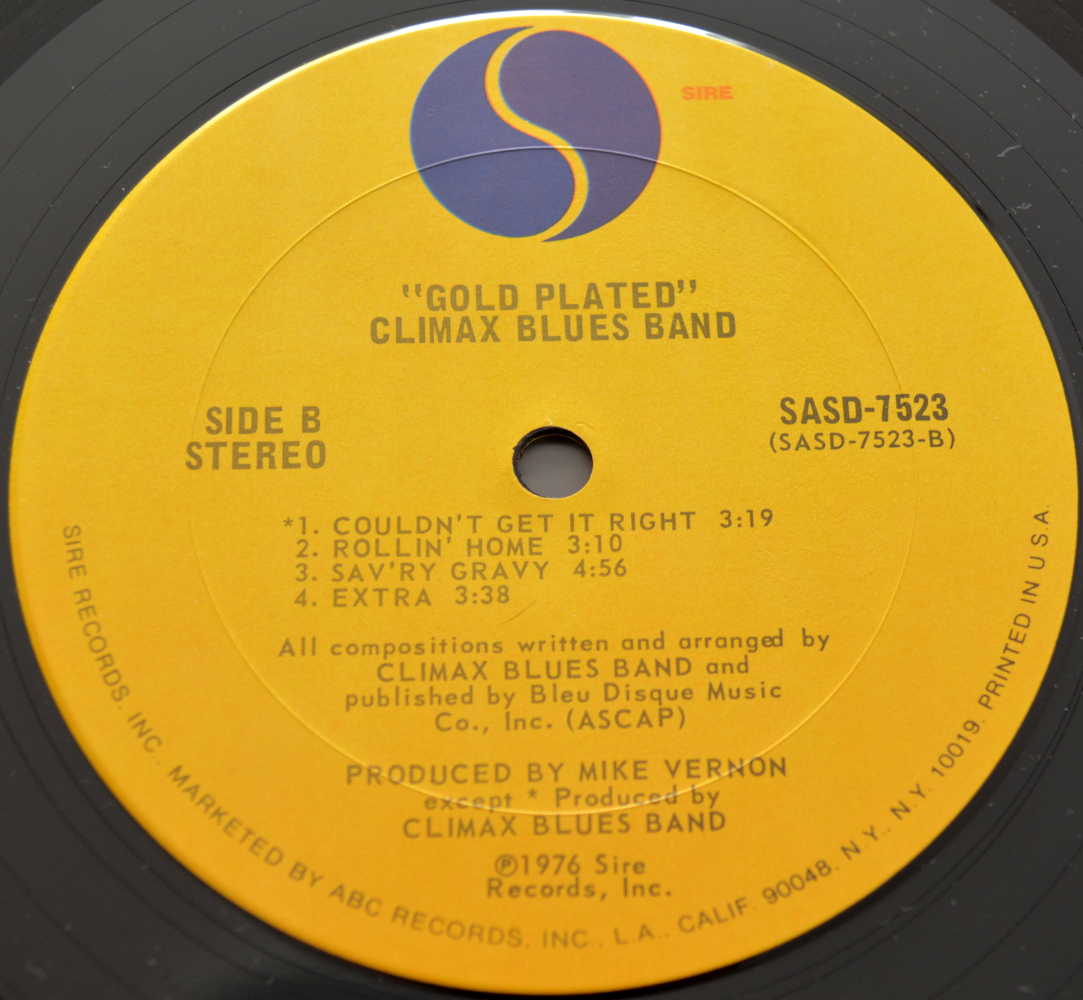 SIRE
"GOLD PLATED"
CLIMAX BLUES BAND
SIDE B
STEREO
SASD-7523
(SASD-7523-B)
*1. COULDN'T GET IT RIGHT 3:19
2. ROLLIN' HOME 3:10
3. SAV'RY GRAVY 4:56
4. EXTRA 3:38
All compositions written and arranged by
CLIMAX BLUES BAND and
published by Bleu Disque Music
Co., Inc. (ASCAP)
PRODUCED BY MIKE VERNON
except * Produced by
CLIMAX BLUES BAND
℗1976 Sire
Records, Inc.
SIRE RECORDS, INC., MARKETED BY ABC RECORDS, INC., L.A., CALIF. 90048. N.Y., N.Y. 10019. PRINTED IN U.S.A.